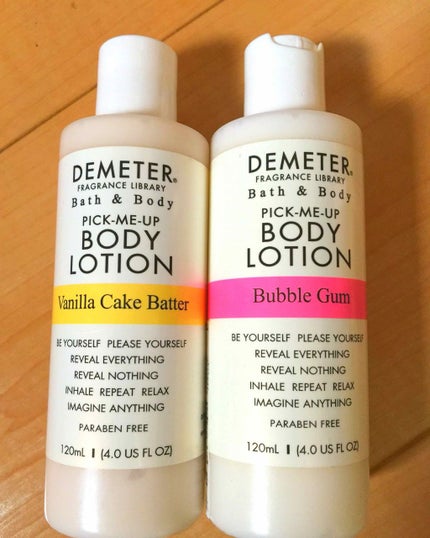 DEMETER®
FRAGRANCE LIBRARY
Bath & Body
PICK-ME-UP
BODY
LOTION
Vanilla Cake Batter
BE YOURSELF PLEASE YOURSELF
REVEAL EVERYTHING
REVEAL NOTHING
INHALE REPEAT RELAX
IMAGINE ANYTHING
PARABEN FREE
120mL I (4.0 US FL OZ)
DEMETER®
FRAGRANCE LIBRARY
Bath & Body
PICK-ME-UP
BODY
LOTION
Bubble Gum
BE YOURSELF PLEASE YOURSELF
REVEAL EVERYTHING
REVEAL NOTHING
INHALE REPEAT RELAX
IMAGINE ANYTHING
PARABEN FREE
120mL I (4.0 US FL OZ)